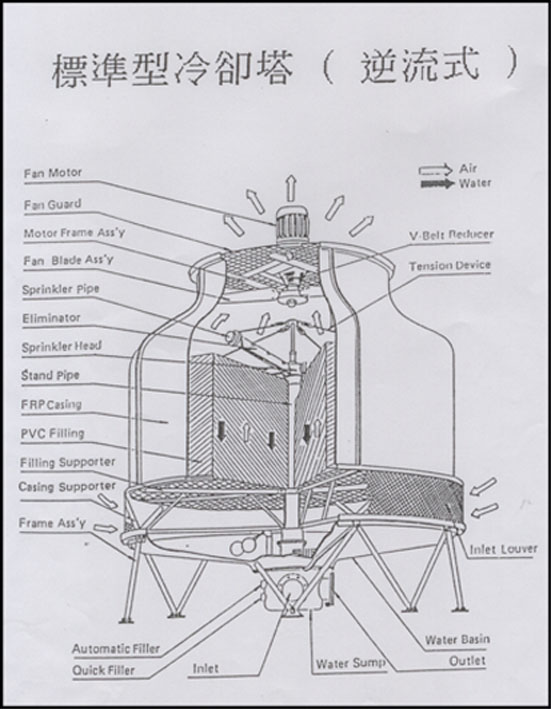 標準型冷卻塔 ( 逆流式 )
Air
Water
Fan Motor
Fan Guard
Motor Frame Ass'y
Fan Blade Ass'y
Sprinkler Pipe
Eliminator
Sprinkler Head
Stand Pipe
FRP Casing
PVC Filling
Filling Supporter
Casing Supporter
Frame Ass'y
V-Belt Reducer
Tension Device
Inlet Louver
Automatic Filler
Quick Filler
Inlet
Water Sump
Water Basin
Outlet